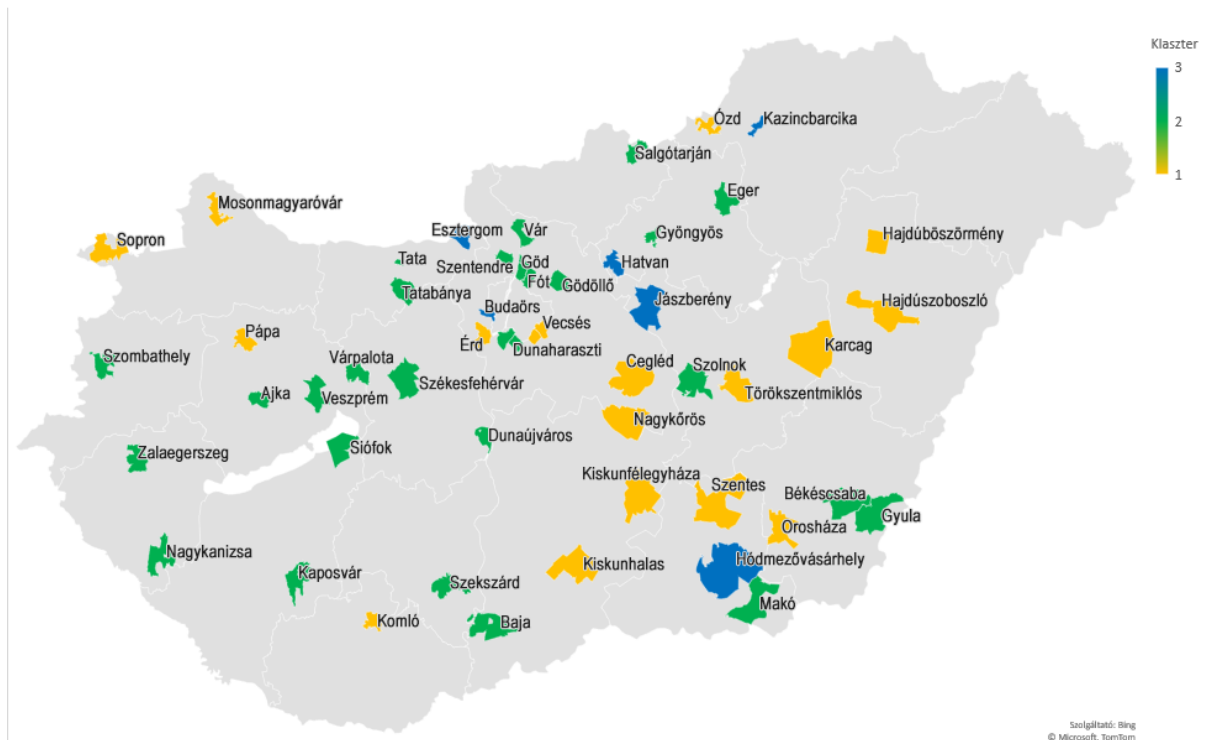 Klaszter
3
2
1
Ózd
Kazincbarcika
Salgótarján
Eger
Mosonmagyaróvár
Sopron
Esztergom
Vár
Gyöngyös
Hajdúböszörmény
Tata
Szentendre
Göd
Hatvan
Fót
Gödöllő
Tatabánya
Jászberény
Hajdúszoboszló
Budaörs
Vecsés
Pápa
Érd
Dunaharaszti
Karcag
Szombathely
Várpalota
Cegléd
Szolnok
Székesfehérvár
Ajka
Veszprém
Törökszentmiklós
Nagykőrös
Dunaújváros
Siófok
Zalaegerszeg
Kiskunfélegyháza
Szentes
Békéscsaba
Gyula
Orosháza
Nagykanizsa
Hódmezővásárhely
Kiskunhalas
Kaposvár
Szekszárd
Makó
Komló
Baja
Szolgáltató: Bing
© Microsoft, TomTom